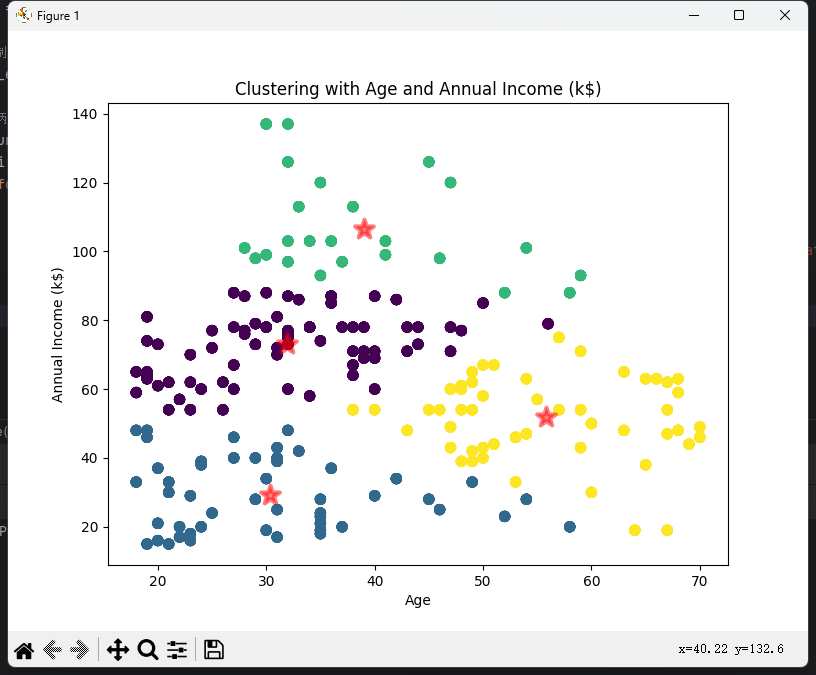 Figure 1
Clustering with Age and Annual Income (k$)
Annual Income (k$)
140
120
100
80
60
40
20
20 30 40 50 60 70
Age
x=40.22 y=132.6